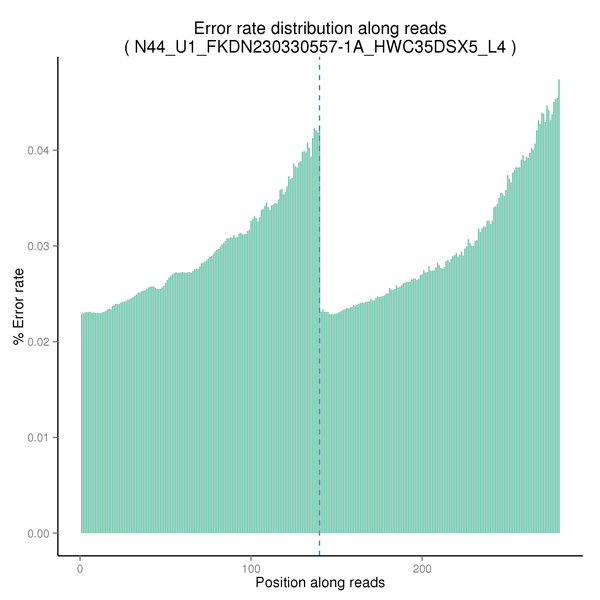 Error rate distribution along reads
( N44_U1_FKDN230330557-1A_HWC35DSX5_L4 )
% Error rate
0.04
0.03
0.02
0.01
0.00
0
100
200
Position along reads